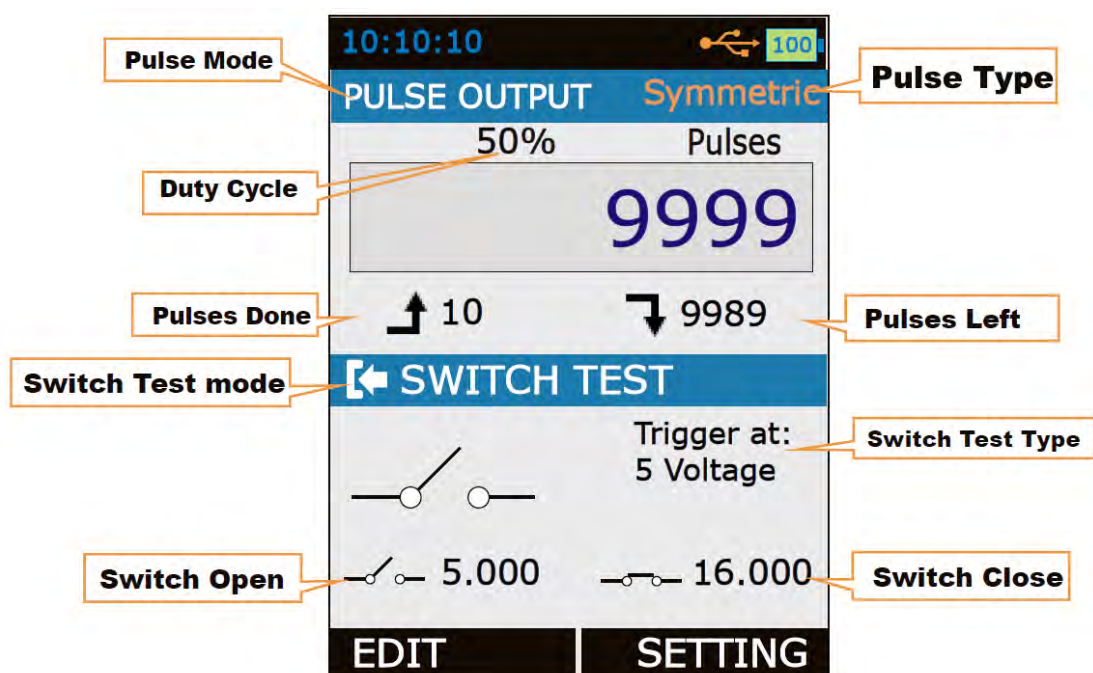 10:10:10
100
Pulse Mode
PULSE OUTPUT
Symmetric
Pulse Type
50%
Pulses
Duty Cycle
9999
Pulses Done
10
9989
Pulses Left
Switch Test mode
SWITCH TEST
Trigger at:
5 Voltage
Switch Test Type
Switch Open
5.000
16.000
Switch Close
EDIT
SETTING